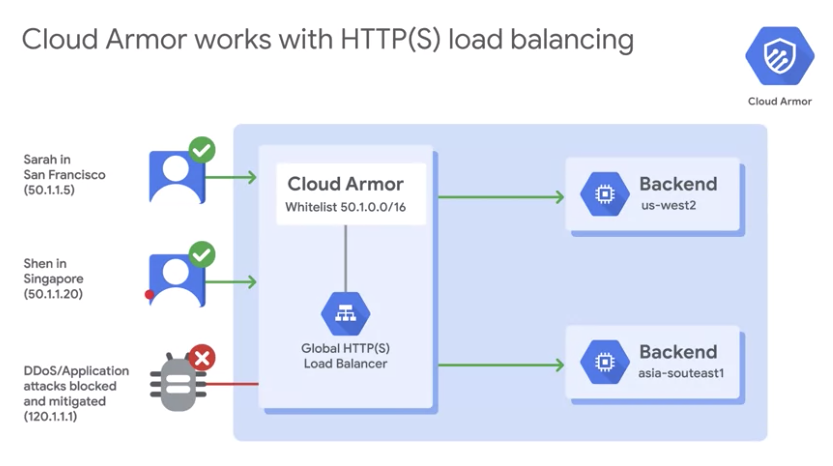 Cloud Armor works with HTTP(S) load balancing
Cloud Armor
Sarah in
San Francisco
(50.1.1.5)
Shen in
Singapore
(50.1.1.20)
DDoS/Application
attacks blocked
and mitigated
(120.1.1.1)
Cloud Armor
Whitelist 50.1.0.0/16
Global HTTP(S)
Load Balancer
Backend
us-west2
Backend
asia-souteast1